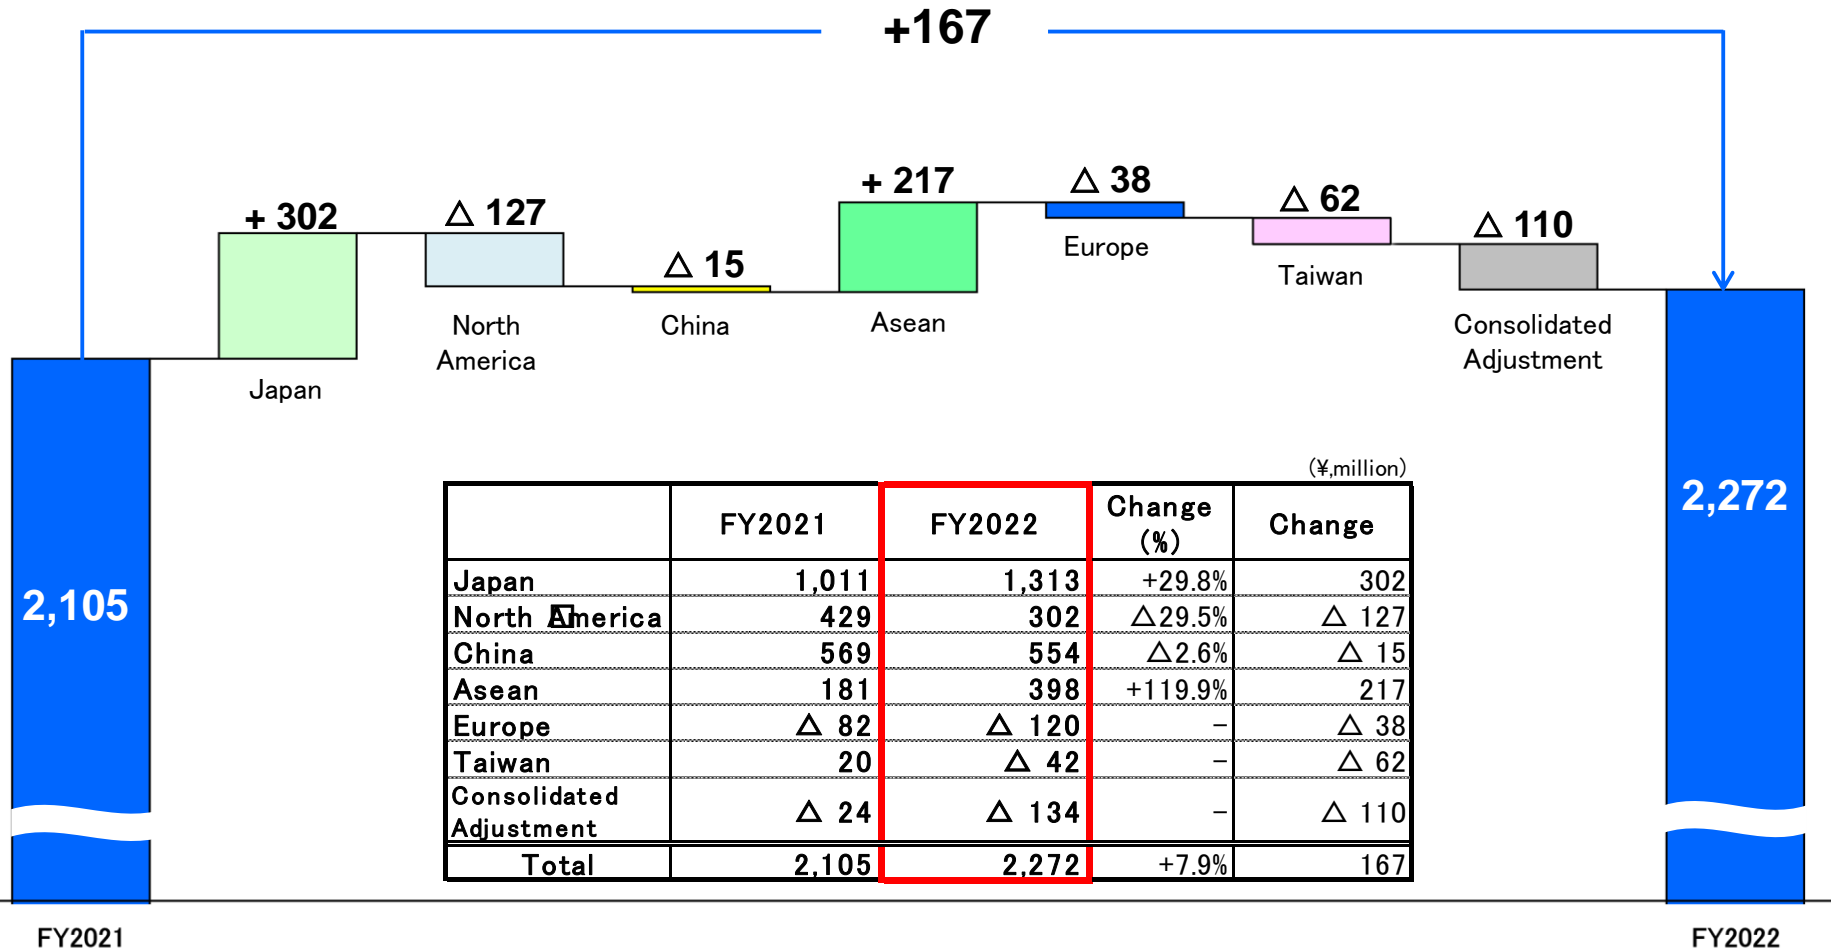 +167
+ 302
△ 127
△ 15
+ 217
△ 38
△ 62
△ 110
Japan
North
America
China
Asean
Europe
Taiwan
Consolidated
Adjustment
2,105
2,272
(¥,million)
FY2021 FY2022 Change (%) Change
Japan 1,011 1,313 +29.8% 302
North America 429 302 △29.5% △ 127
China 569 554 △2.6% △ 15
Asean 181 398 +119.9% 217
Europe △ 82 △ 120 − △ 38
Taiwan 20 △ 42 − △ 62
Consolidated
Adjustment △ 24 △ 134 − △ 110
Total 2,105 2,272 +7.9% 167
FY2021
FY2022